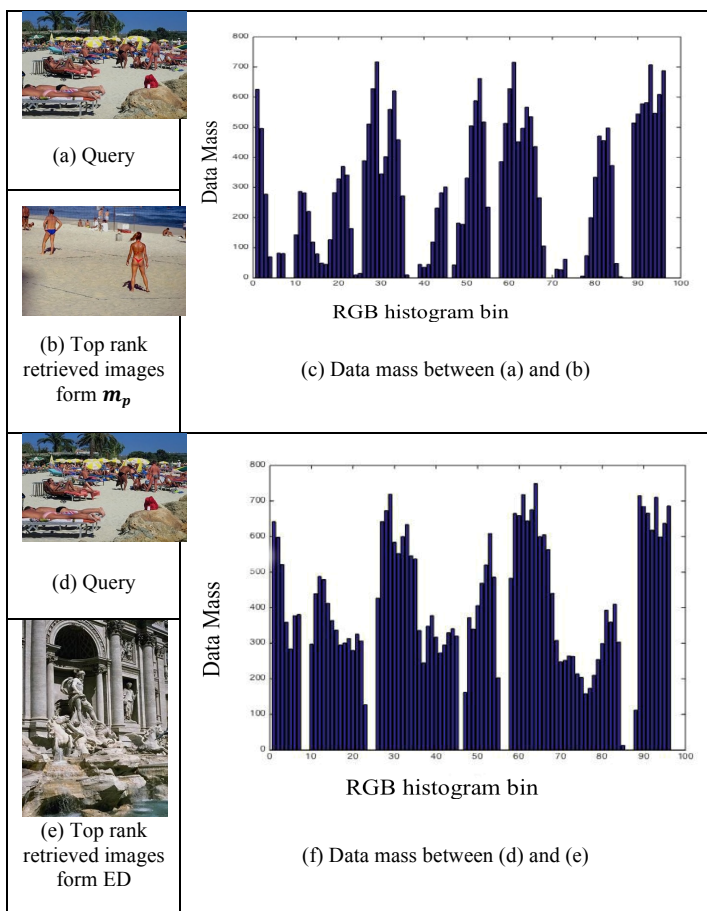 (a) Query
(b) Top rank
retrieved images
form m_p
Data Mass
800
700
600
500
400
300
200
100
0
0 10 20 30 40 50 60 70 80 90 100
RGB histogram bin
(c) Data mass between (a) and (b)
(d) Query
(e) Top rank
retrieved images
form ED
Data Mass
800
700
600
500
400
300
200
100
0
0 10 20 30 40 50 60 70 80 90 100
RGB histogram bin
(f) Data mass between (d) and (e)